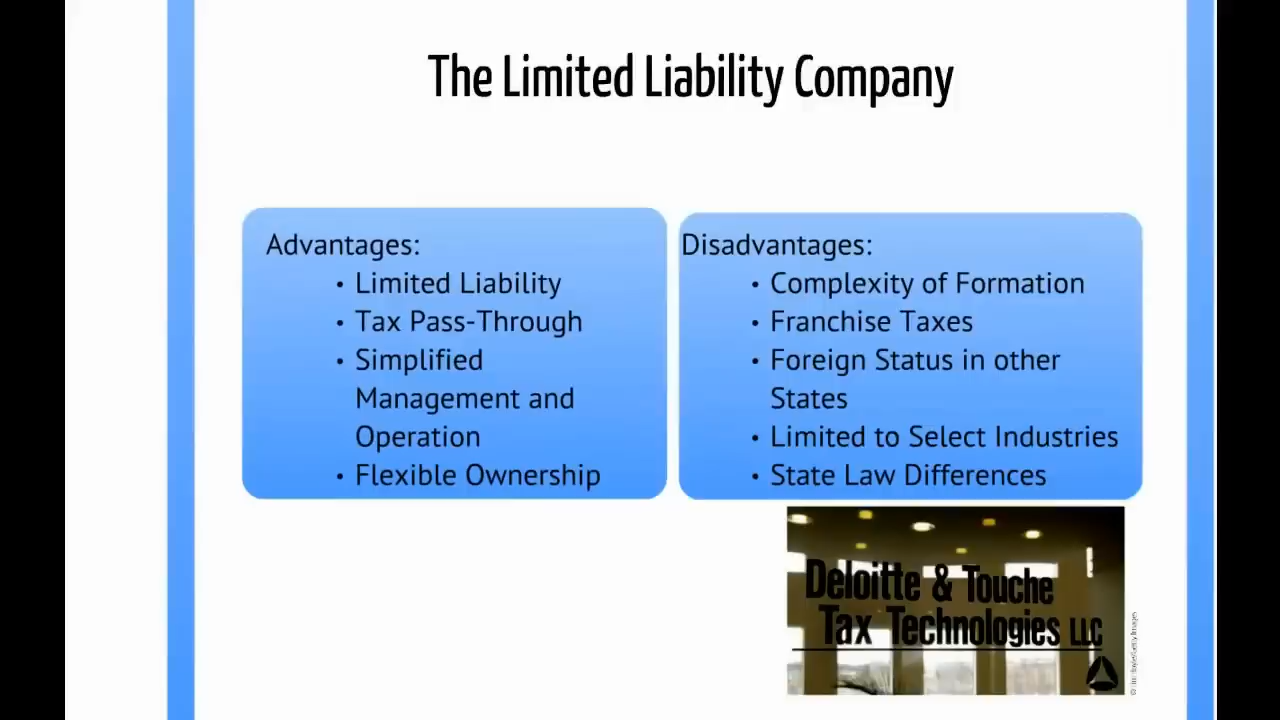 The Limited Liability Company
Advantages:
• Limited Liability
• Tax Pass-Through
• Simplified
Management and
Operation
• Flexible Ownership
Disadvantages:
• Complexity of Formation
• Franchise Taxes
• Foreign Status in other
States
• Limited to Select Industries
• State Law Differences
Deloitte & Touche
Tax Technologies LLC